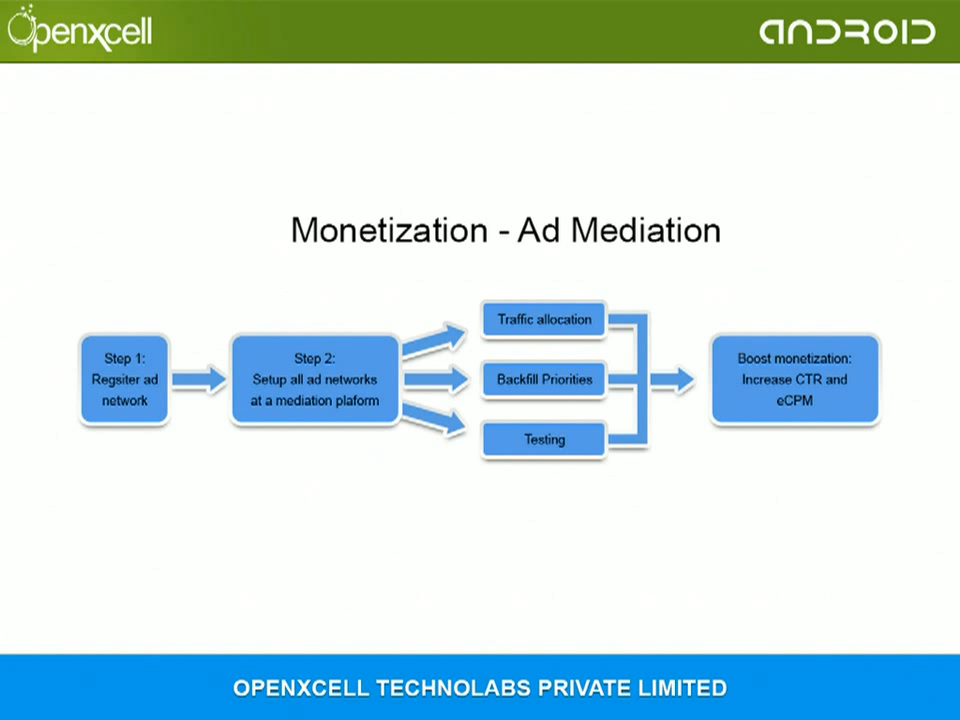 Openxcell
ANDROID
Monetization - Ad Mediation
Step 1:
Regsiter ad
network
Step 2:
Setup all ad networks
at a mediation plaform
Traffic allocation
Backfill Priorities
Testing
Boost monetization:
Increase CTR and
eCPM
OPENXCELL TECHNOLABS PRIVATE LIMITED